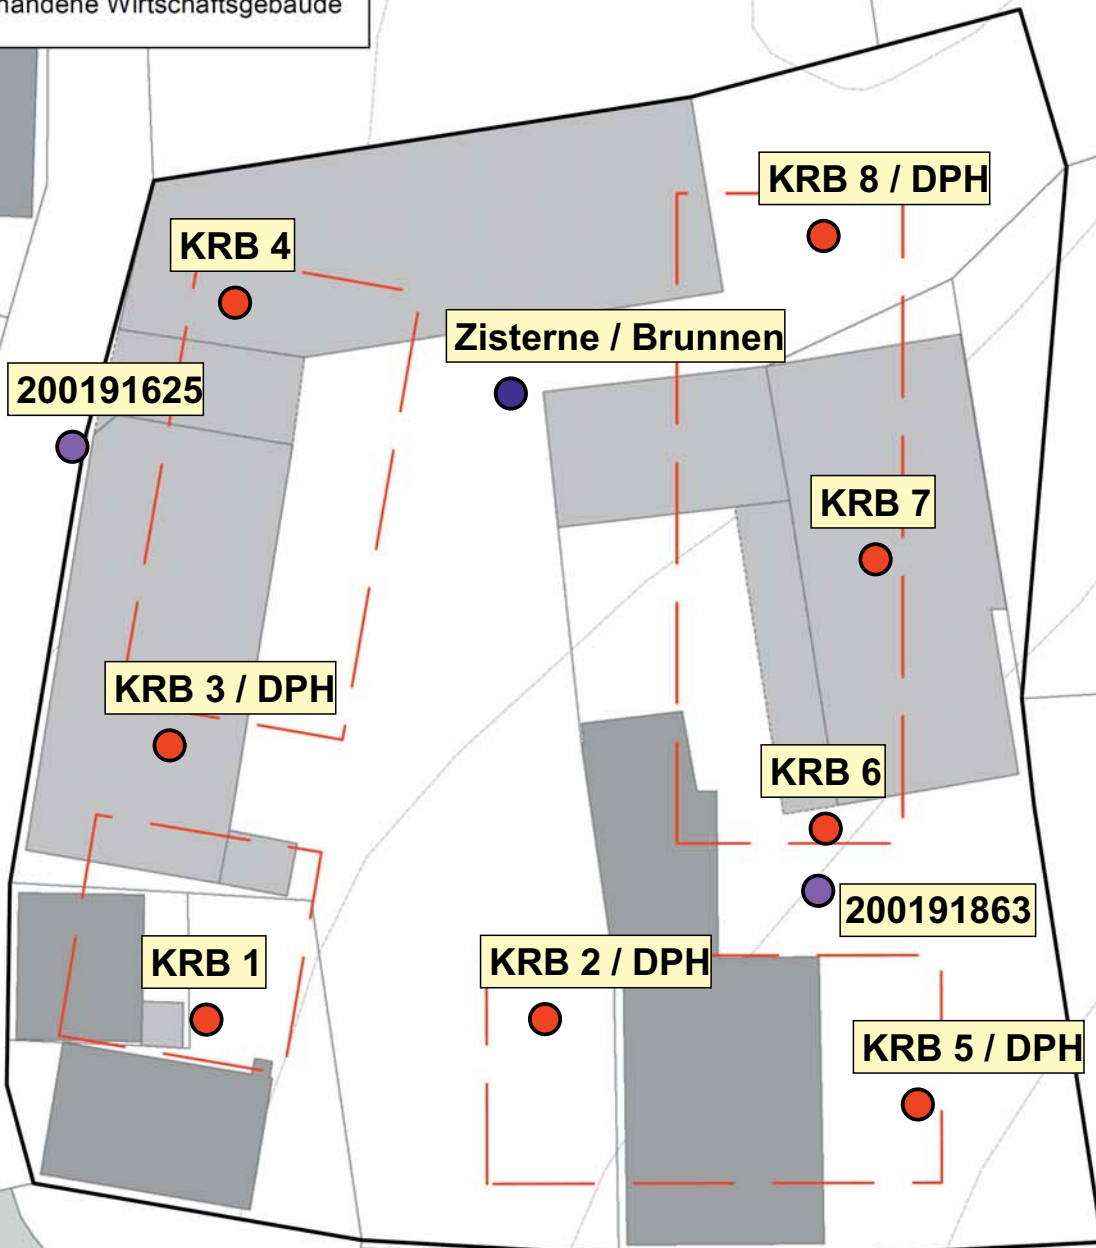 Wirtschaftsgebäude
KRB 8 / DPH
KRB 4
Zisterne / Brunnen
200191625
KRB 7
KRB 3 / DPH
KRB 6
200191863
KRB 1
KRB 2 / DPH
KRB 5 / DPH